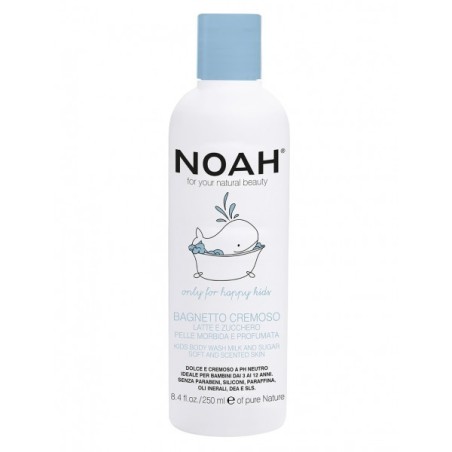 NOAH®
for your natural beauty
only for happy kids
BAGNETTO CREMOSO
LATTE E ZUCCHERO
PELLE MORBIDA E PROFUMATA
KIDS BODY WASH MILK AND SUGAR
SOFT AND SCENTED SKIN
DOLCE E CREMOSO A PH NEUTRO
IDEALE PER BAMBINI DAI 3 AI 12 ANNI.
SENZA PARABENI, SILICONI, PARAFFINA,
OLI INERALI, DEA E SLS.
8.4 fl.oz./250 ml e of pure Nature